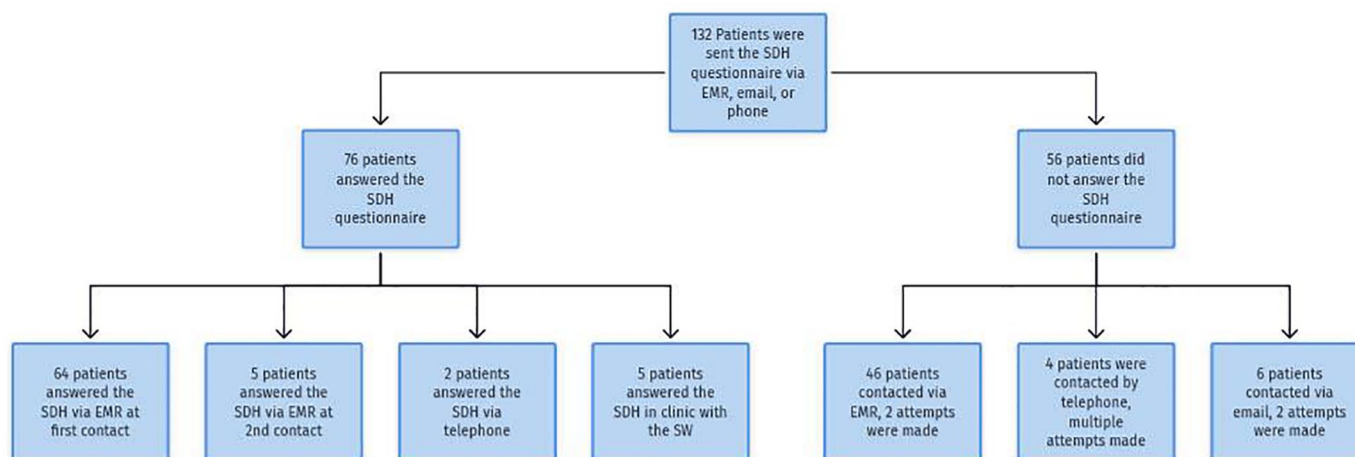 132 Patients were
sent the SDH
questionnaire via
EMR, email, or
phone
76 patients
answered the
SDH
questionnaire
56 patients did
not answer the
SDH
questionnaire
64 patients
answered the
SDH via EMR at
first contact
5 patients
answered the
SDH via EMR at
2nd contact
2 patients
answered the
SDH via
telephone
5 patients
answered the
SDH in clinic with
the SW
46 patients
contacted via
EMR, 2 attempts
were made
4 patients were
contacted by
telephone,
multiple
attempts made
6 patients
contacted via
email, 2 attempts
were made